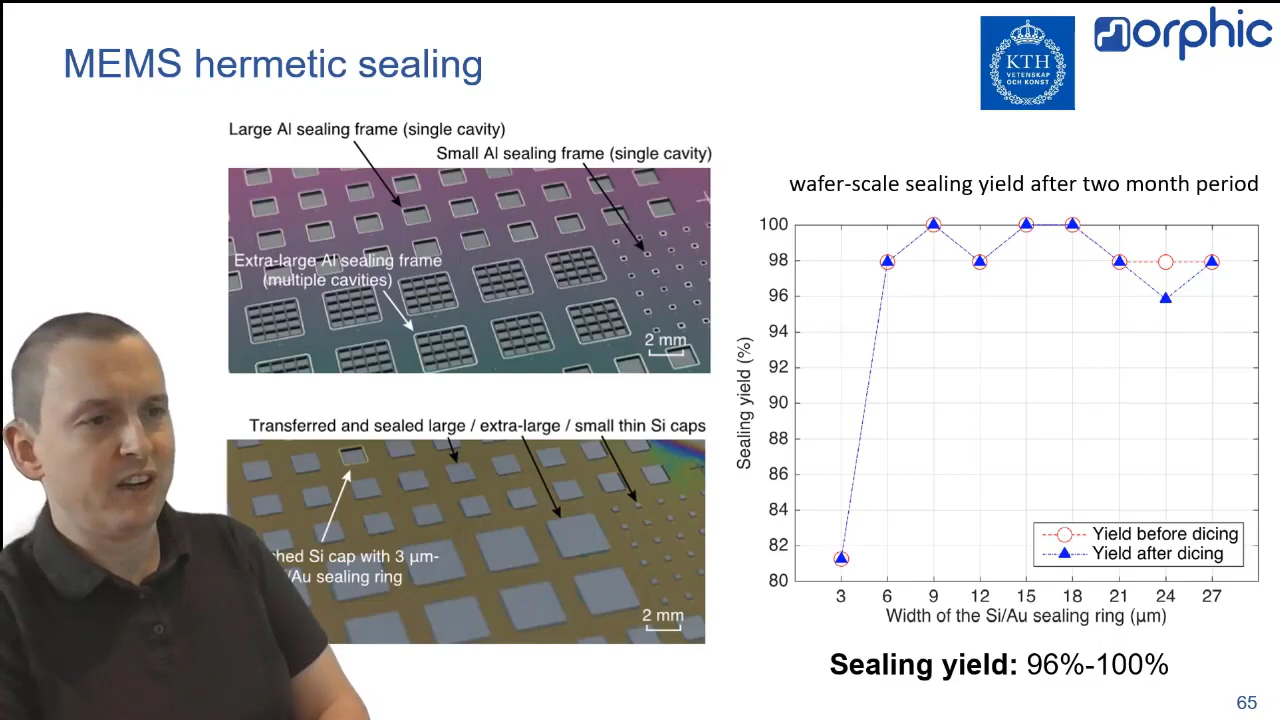 MEMS hermetic sealing
KTH
VETENSKAP
OCH KONST
morphic
Large Al sealing frame (single cavity)
Small Al sealing frame (single cavity)
Extra-large Al sealing frame
(multiple cavities)
2 mm
Transferred and sealed large / extra-large / small thin Si caps
Si cap with 3 μm-
/Au sealing ring
2 mm
wafer-scale sealing yield after two month period
100
98
96
94
92
90
88
86
84
82
80
Sealing yield (%)
Yield before dicing
Yield after dicing
3 6 9 12 15 18 21 24 27
Width of the Si/Au sealing ring (μm)
Sealing yield: 96%-100%
65